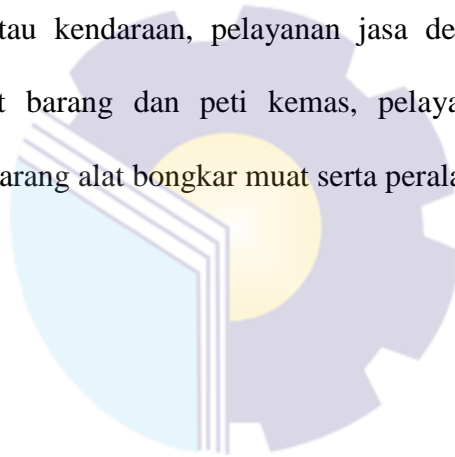 tau kendaraan, pelayanan jasa de
t barang dan peti kemas, pelaya
arang alat bongkar muat serta perala